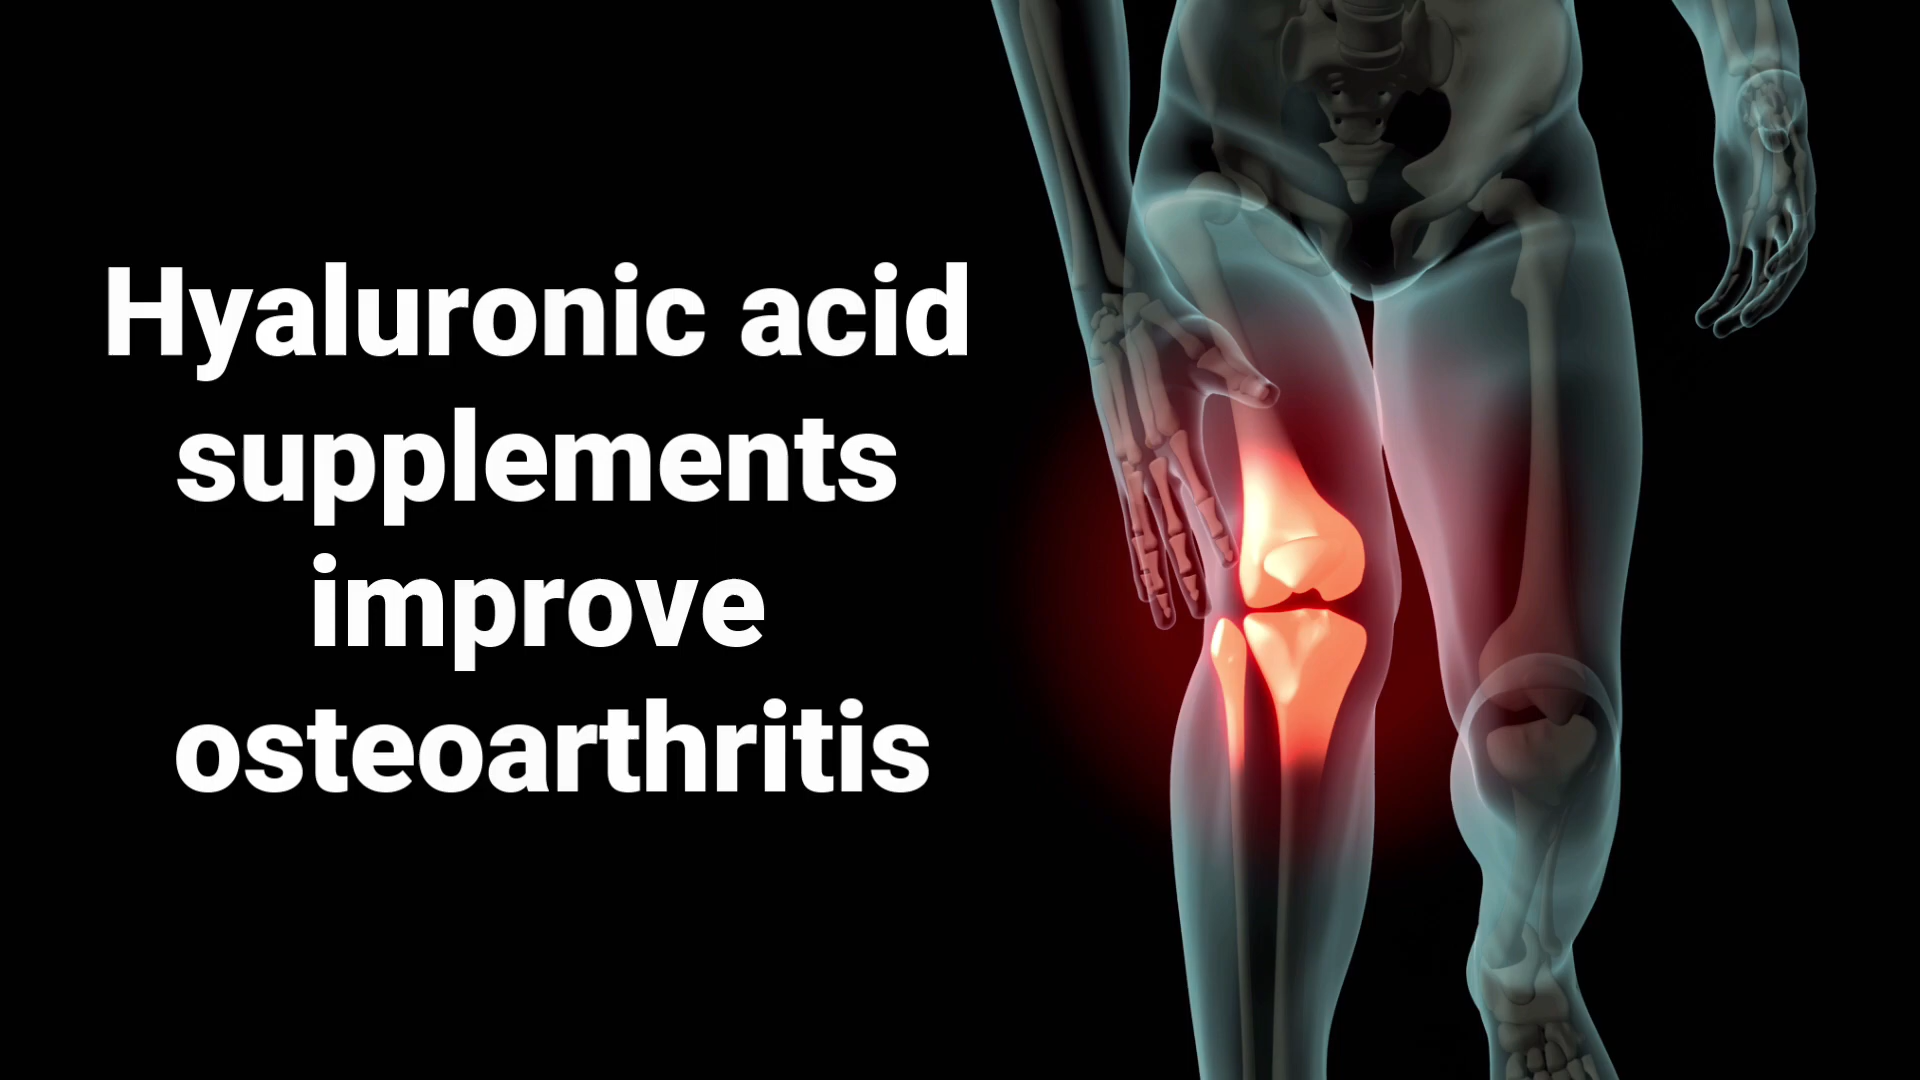 Hyaluronic acid
supplements
improve
osteoarthritis